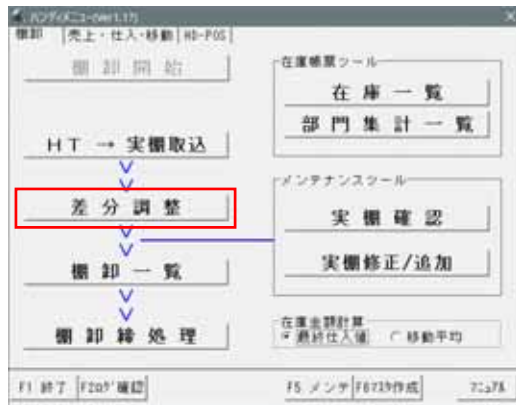 ハンディメニュー(Ver1.17)
棚卸 売上・仕入・移動 HD-POS
棚卸開始
HT → 実棚取込
差分調整
棚卸一覧
棚卸締処理
在庫帳票ツール
在庫一覧
部門集計一覧
メンテナンスツール
実棚確認
実棚修正/追加
在庫金額計算
最終仕入値 移動平均
F1 終了 F2ログ確認 F5 メンテ F6マスタ作成 マニュアル